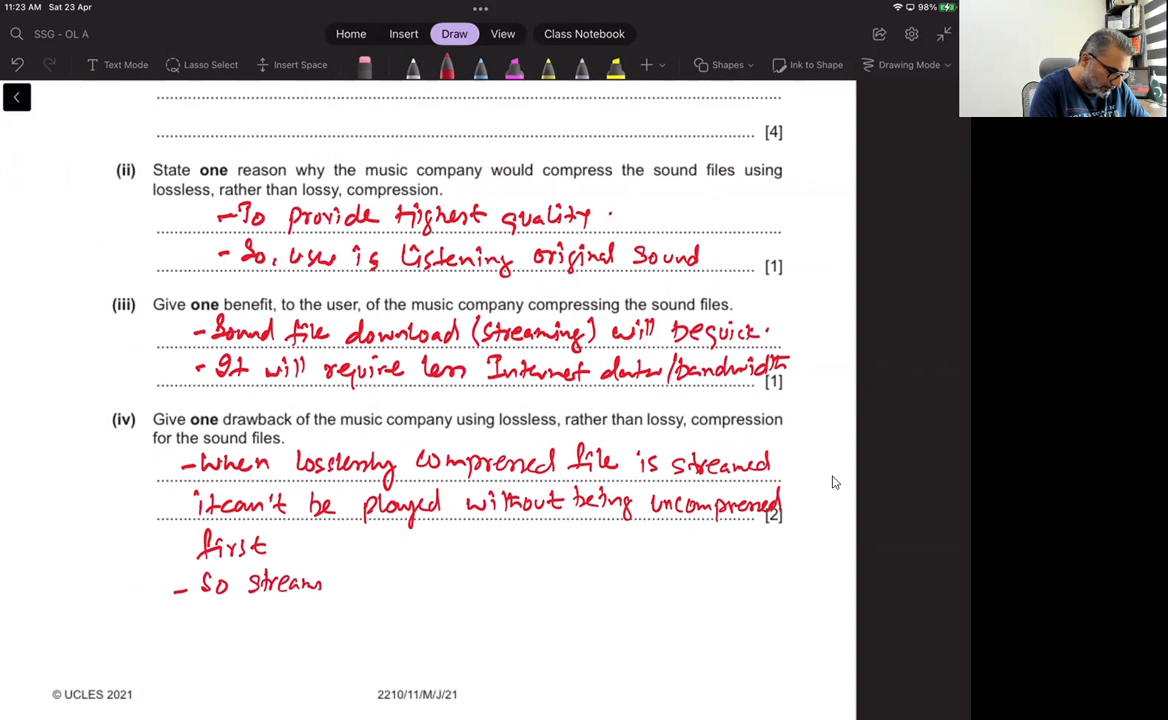 11:23 AM Sat 23 Apr
98%
SSG - OL A
Home Insert Draw View Class Notebook
Text Mode Lasso Select Insert Space Shapes Ink to Shape Drawing Mode
[4]
(ii) State one reason why the music company would compress the sound files using
lossless, rather than lossy, compression.
- To provide Highest quality.
- So, user is Listening original Sound
[1]
(iii) Give one benefit, to the user, of the music company compressing the sound files.
- Sound file download (streaming) will be quick.
- It will require less Internet data/bandwidth
[1]
(iv) Give one drawback of the music company using lossless, rather than lossy, compression
for the sound files.
- When losslessly compressed file is streamed
it can't be played without being uncompressed
[2]
first
- So stream
© UCLES 2021
2210/11/M/J/21